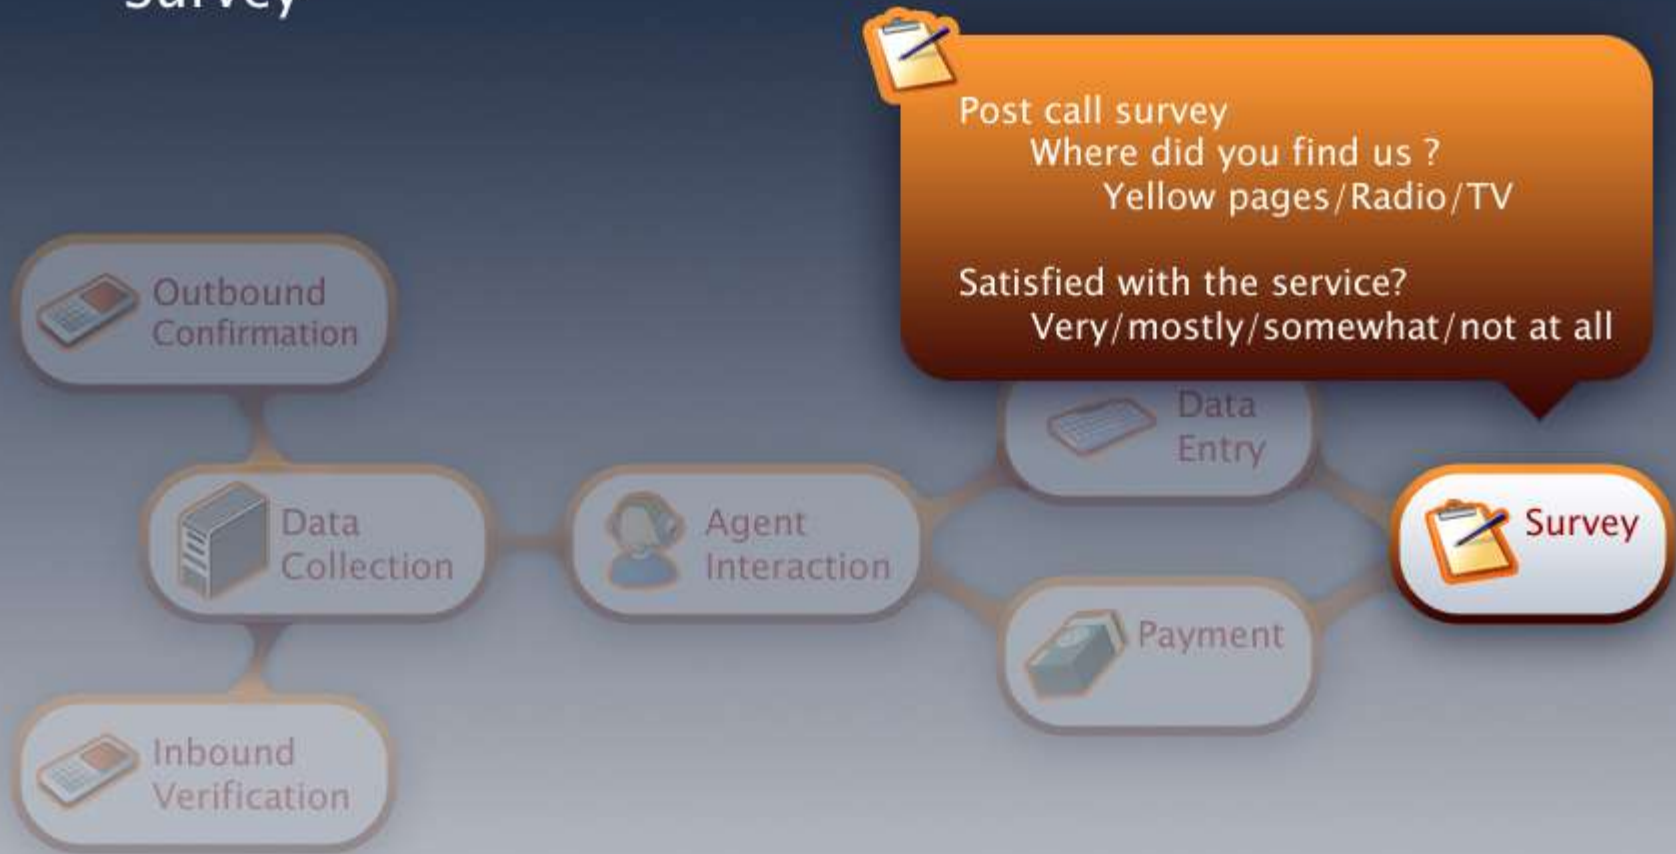 Survey
Post call survey
Where did you find us ?
Yellow pages/Radio/TV
Satisfied with the service?
Very/mostly/somewhat/not at all
Outbound
Confirmation
Data
Entry
Data
Collection
Agent
Interaction
Survey
Payment
Inbound
Verification